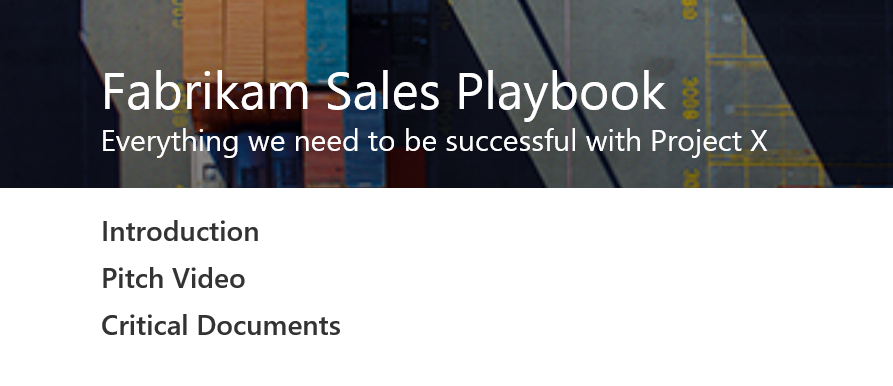 Fabrikam Sales Playbook
Everything we need to be successful with Project X
Introduction
Pitch Video
Critical Documents